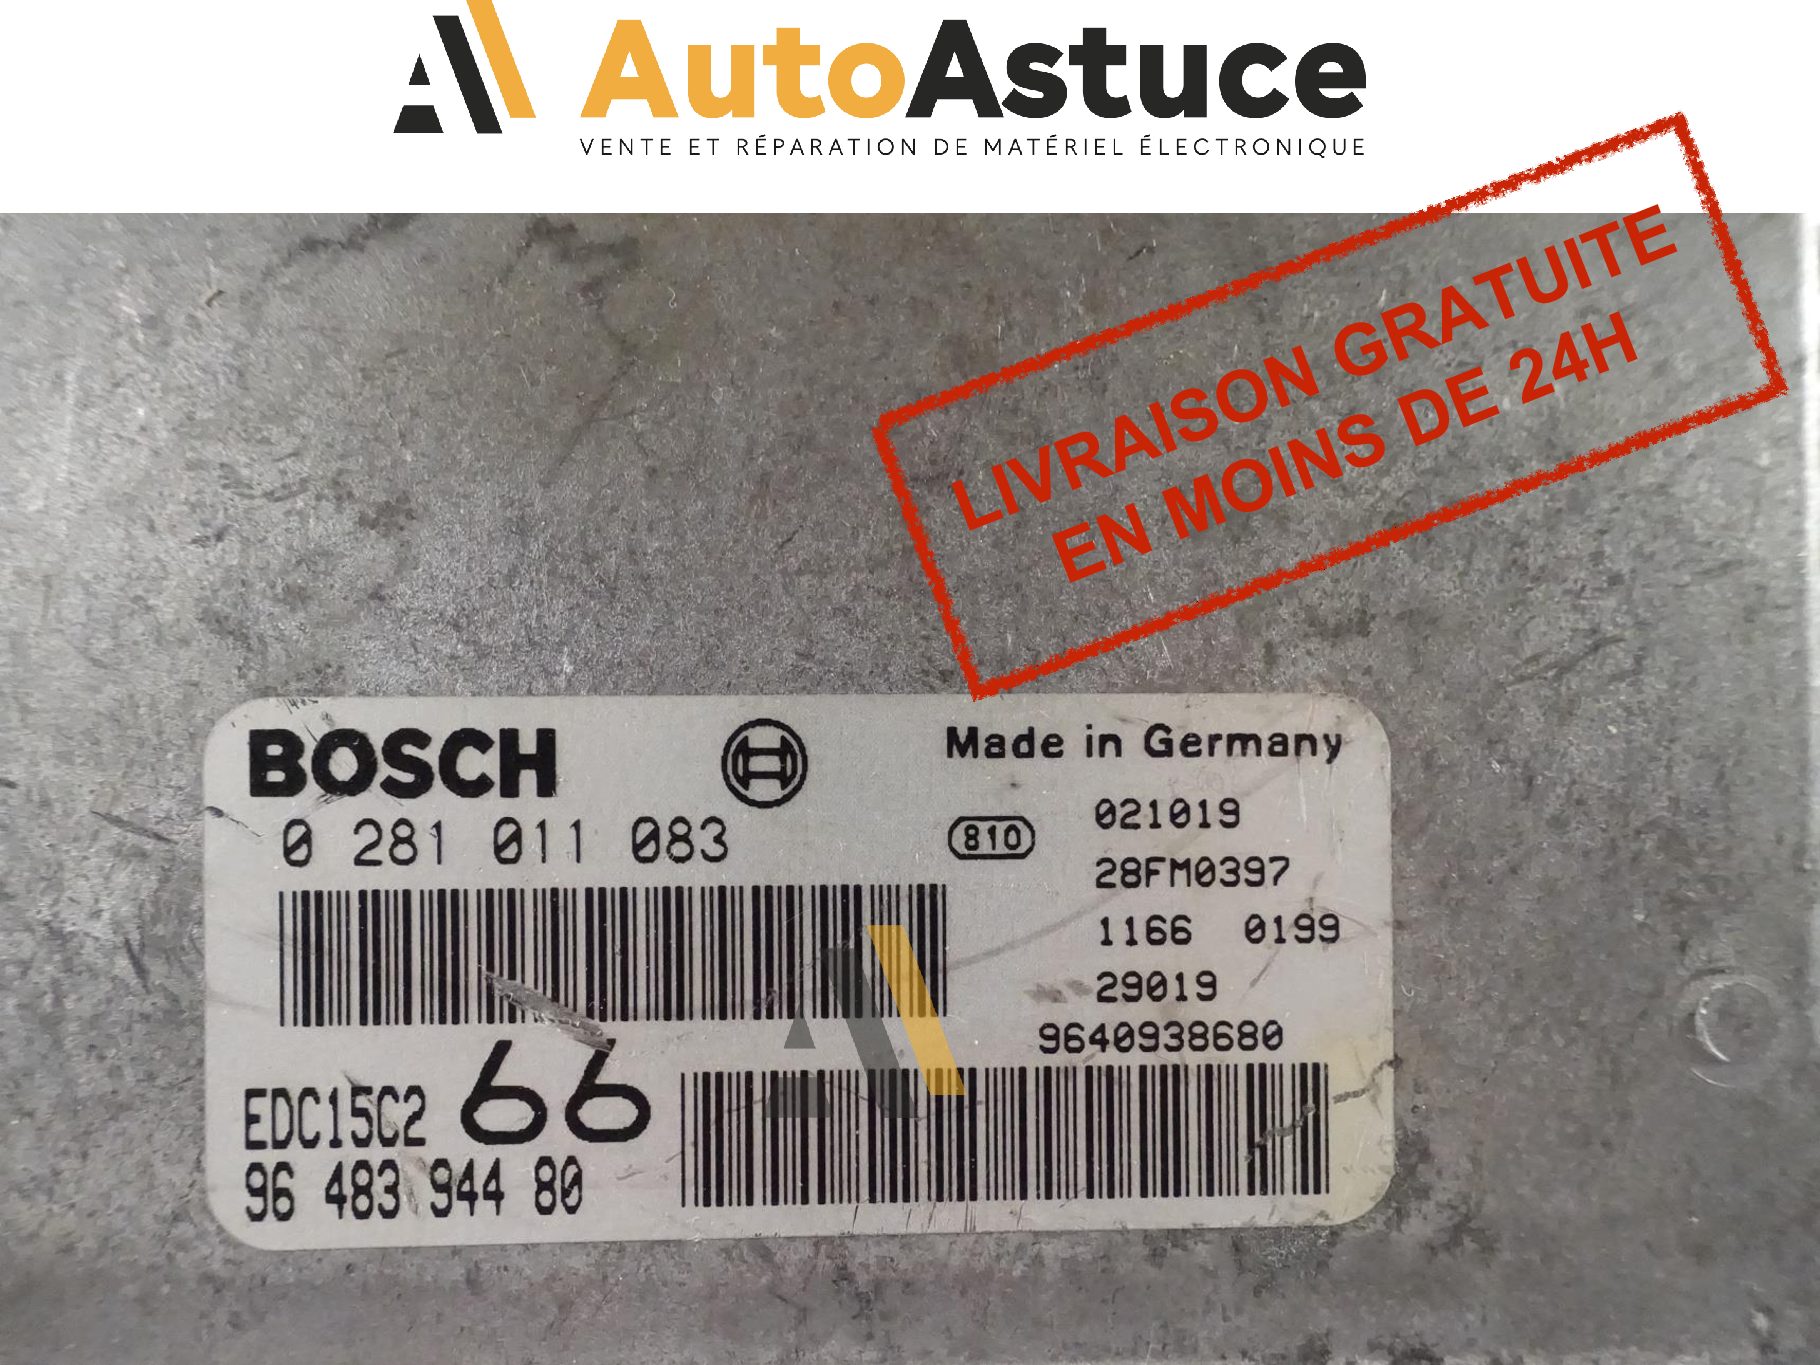 AutoAstuce
VENTE ET RÉPARATION DE MATÉRIEL ÉLECTRONIQUE
LIVRAISON GRATUITE
EN MOINS DE 24H
BOSCH
Made in Germany
0 281 011 083
810
021019
28FM0397
1166 0199
29019
9640938680
EDC15C2 66
96 483 944 80